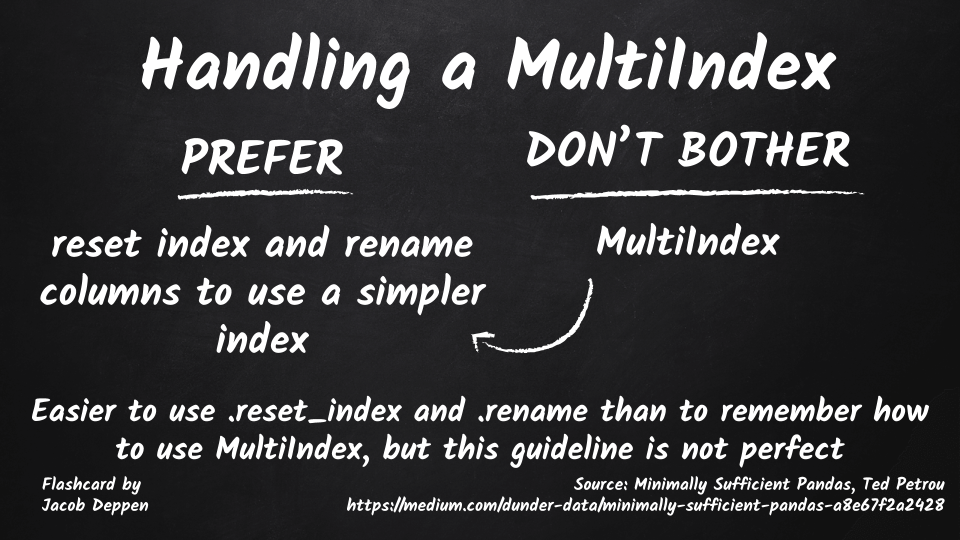 Handling a MultiIndex
PREFER
DON'T BOTHER
reset index and rename
columns to use a simpler
index
MultiIndex
Easier to use .reset_index and .rename than to remember how
to use MultiIndex, but this guideline is not perfect
Flashcard by
Jacob Deppen
Source: Minimally Sufficient Pandas, Ted Petrou
https://medium.com/dunder-data/minimally-sufficient-pandas-a8e67f2a2428